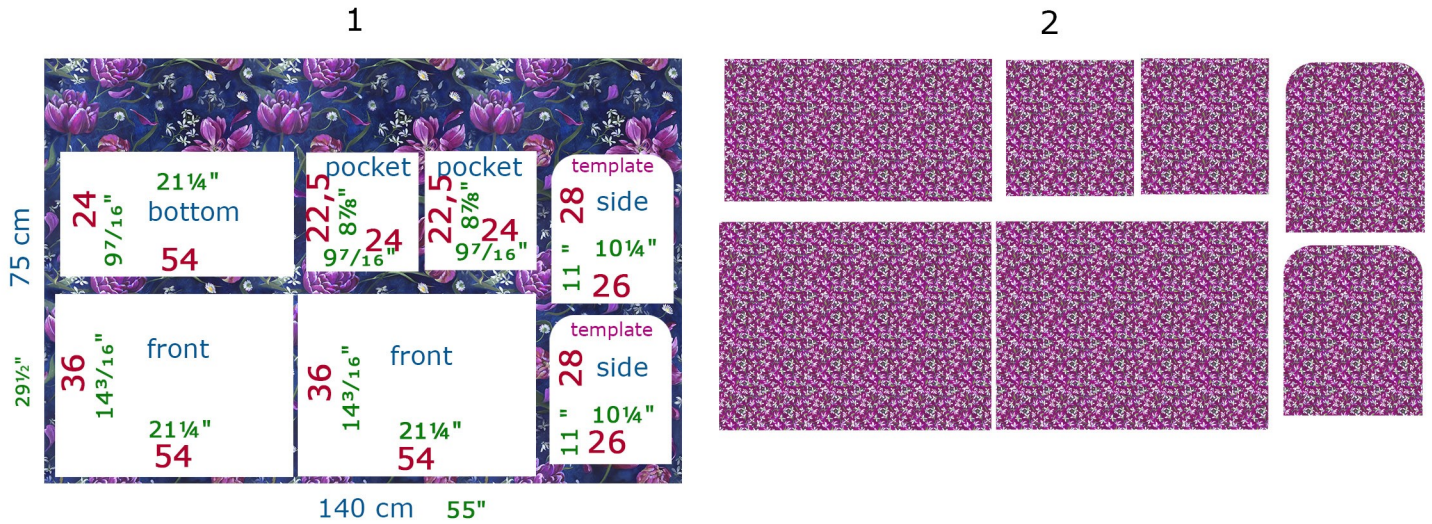 1
2
21¼"
bottom
24
9⁷/₁₆"
54
pocket
22,5
8⅞"
24
9⁷/₁₆"
pocket
22,5
8⅞"
24
9⁷/₁₆"
template
28
side
11 "
10¼"
26
75 cm
29½"
front
36
14³/₁₆"
21¼"
54
front
36
14³/₁₆"
21¼"
54
template
28
side
11 "
10¼"
26
140 cm
55"